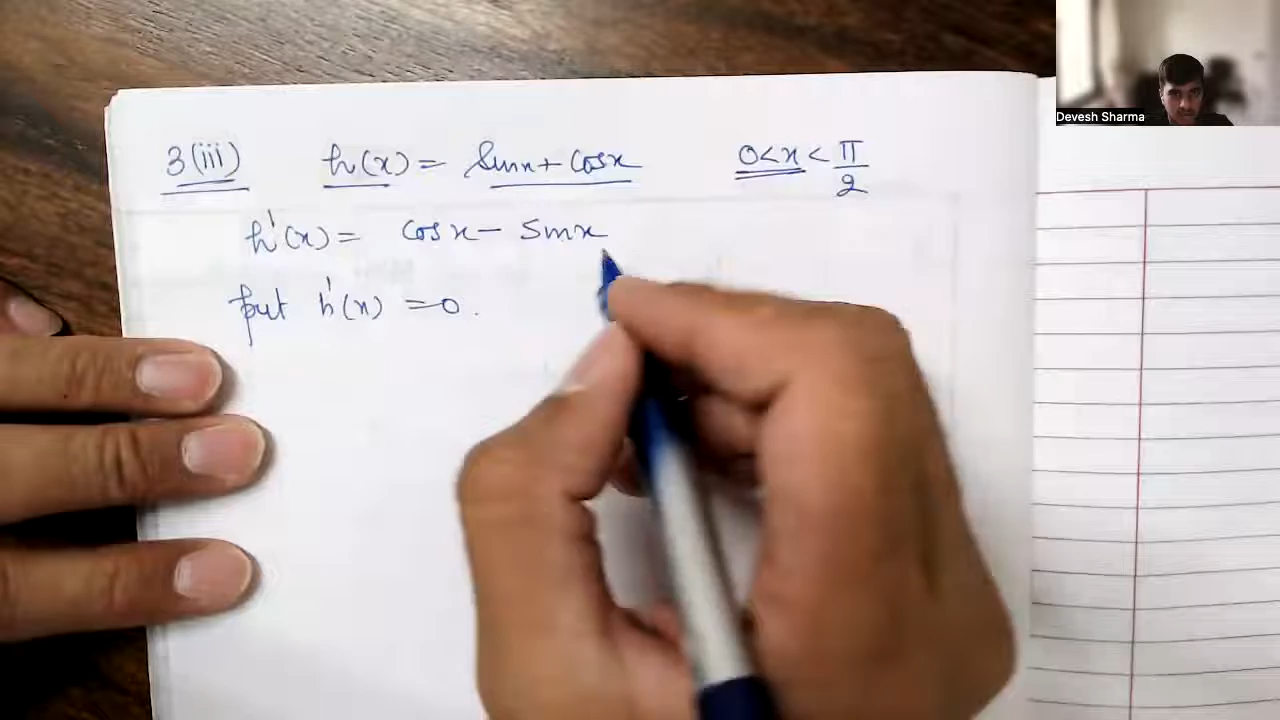 3(iii) h(x) = sinx + cosx 0<x<π/2
h'(x) = cosx - sinx
put h'(x) = 0.
Devesh Sharma